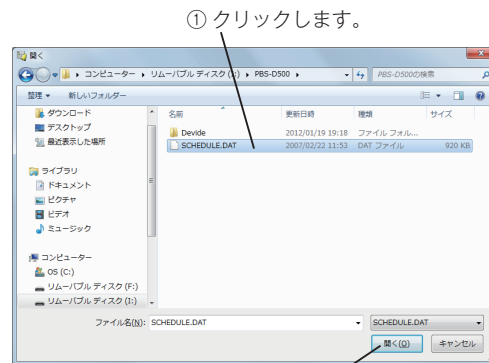 ① クリックします。
開く
コンピューター ▸ リムーバブル ディスク (I:) ▸ PBS-D500 ▸
PBS-D500の検索
整理 ▾ 新しいフォルダー
ダウンロード
デスクトップ
最近表示した場所
ライブラリ
ドキュメント
ピクチャ
ビデオ
ミュージック
コンピューター
OS (C:)
リムーバブル ディスク (F:)
リムーバブル ディスク (I:)
名前 更新日時 種類 サイズ
Devide 2012/01/19 19:18 ファイル フォル...
SCHEDULE.DAT 2007/02/22 11:53 DAT ファイル 920 KB
ファイル名(N): SCHEDULE.DAT SCHEDULE.DAT
開く(O) キャンセル